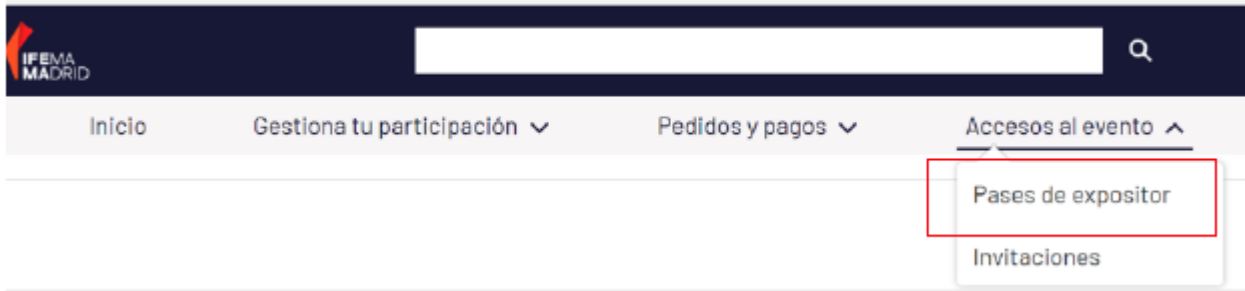 IFEMA
MADRID
Inicio
Gestiona tu participación
Pedidos y pagos
Accesos al evento
Pases de expositor
Invitaciones